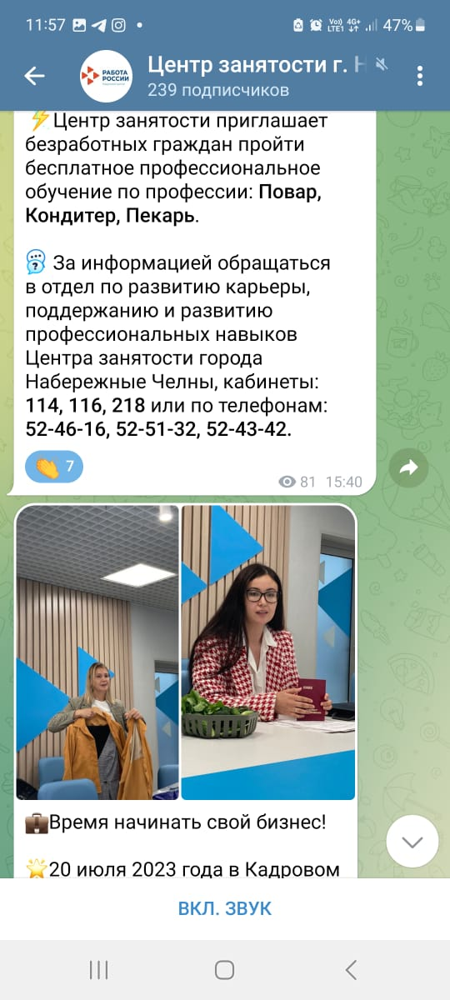 11:57
Vo)) 4G+
LTE1
47%
РАБОТА
РОССИИ
Центр занятости г. Н
239 подписчиков
Центр занятости приглашает
безработных граждан пройти
бесплатное профессиональное
обучение по профессии: Повар,
Кондитер, Пекарь.
За информацией обращаться
в отдел по развитию карьеры,
поддержанию и развитию
профессиональных навыков
Центра занятости города
Набережные Челны, кабинеты:
114, 116, 218 или по телефонам:
52-46-16, 52-51-32, 52-43-42.
7
81 15:40
Время начинать свой бизнес!
20 июля 2023 года в Кадровом
ВКЛ. ЗВУК